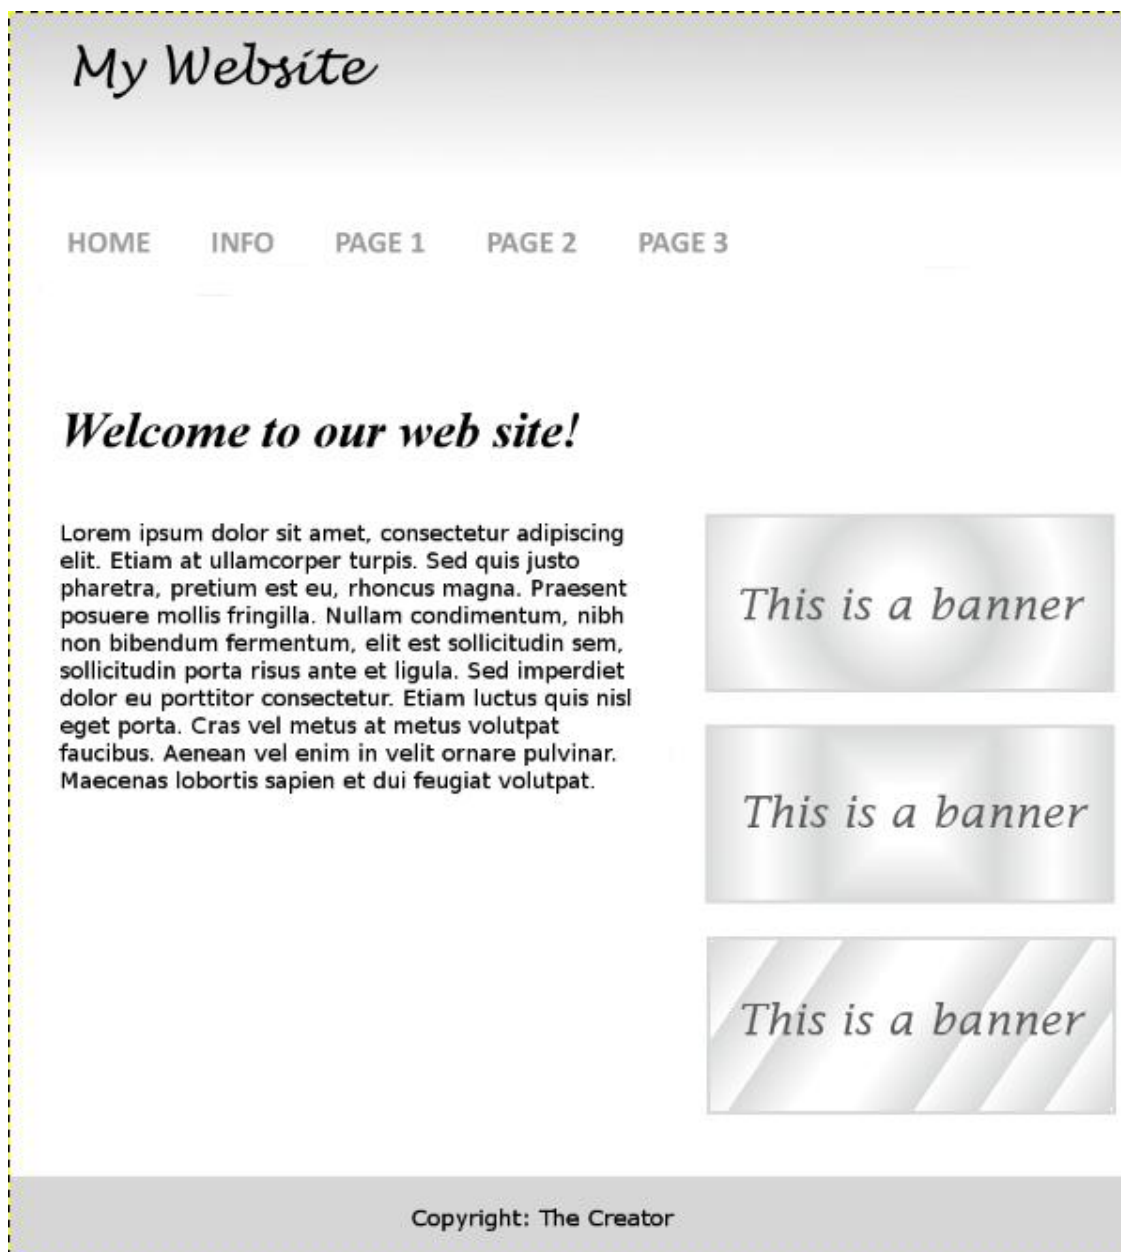 My Website
HOME INFO PAGE 1 PAGE 2 PAGE 3
Welcome to our web site!
Lorem ipsum dolor sit amet, consectetur adipiscing
elit. Etiam at ullamcorper turpis. Sed quis justo
pharetra, pretium est eu, rhoncus magna. Praesent
posuere mollis fringilla. Nullam condimentum, nibh
non bibendum fermentum, elit est sollicitudin sem,
sollicitudin porta risus ante et ligula. Sed imperdiet
dolor eu porttitor consectetur. Etiam luctus quis nisl
eget porta. Cras vel metus at metus volutpat
faucibus. Aenean vel enim in velit ornare pulvinar.
Maecenas lobortis sapien et dui feugiat volutpat.
This is a banner
This is a banner
This is a banner
Copyright: The Creator